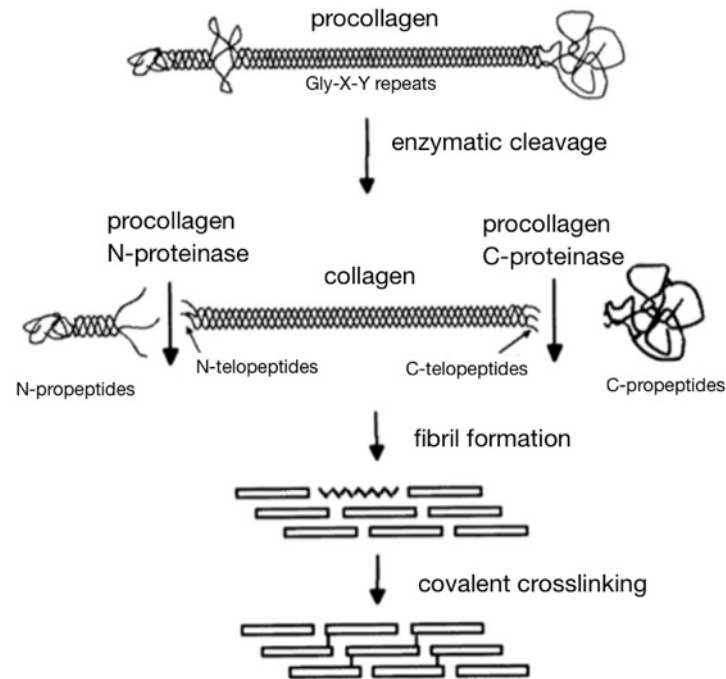 procollagen
Gly-X-Y repeats
enzymatic cleavage
procollagen
N-proteinase
procollagen
C-proteinase
collagen
N-telopeptides
C-telopeptides
N-propeptides
C-propeptides
fibril formation
covalent crosslinking